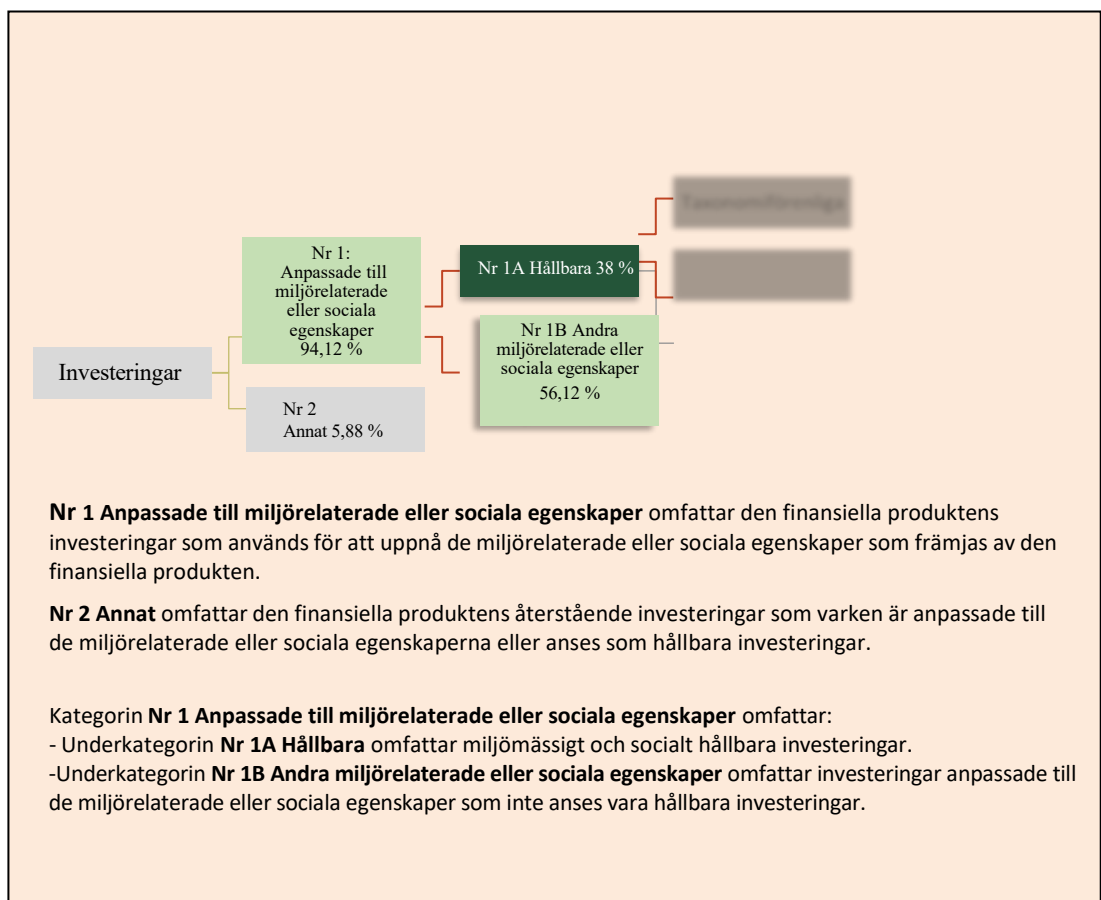 Taxonomiförenliga
Nr 1:
Anpassade till
miljörelaterade
eller sociala
egenskaper
94,12 %
Nr 1A Hållbara 38 %
Nr 1B Andra
miljörelaterade eller
sociala egenskaper
56,12 %
Investeringar
Nr 2
Annat 5,88 %
Nr 1 Anpassade till miljörelaterade eller sociala egenskaper omfattar den finansiella produktens
investeringar som används för att uppnå de miljörelaterade eller sociala egenskaper som främjas av den
finansiella produkten.
Nr 2 Annat omfattar den finansiella produktens återstående investeringar som varken är anpassade till
de miljörelaterade eller sociala egenskaperna eller anses som hållbara investeringar.
Kategorin Nr 1 Anpassade till miljörelaterade eller sociala egenskaper omfattar:
- Underkategorin Nr 1A Hållbara omfattar miljömässigt och socialt hållbara investeringar.
-Underkategorin Nr 1B Andra miljörelaterade eller sociala egenskaper omfattar investeringar anpassade till
de miljörelaterade eller sociala egenskaper som inte anses vara hållbara investeringar.